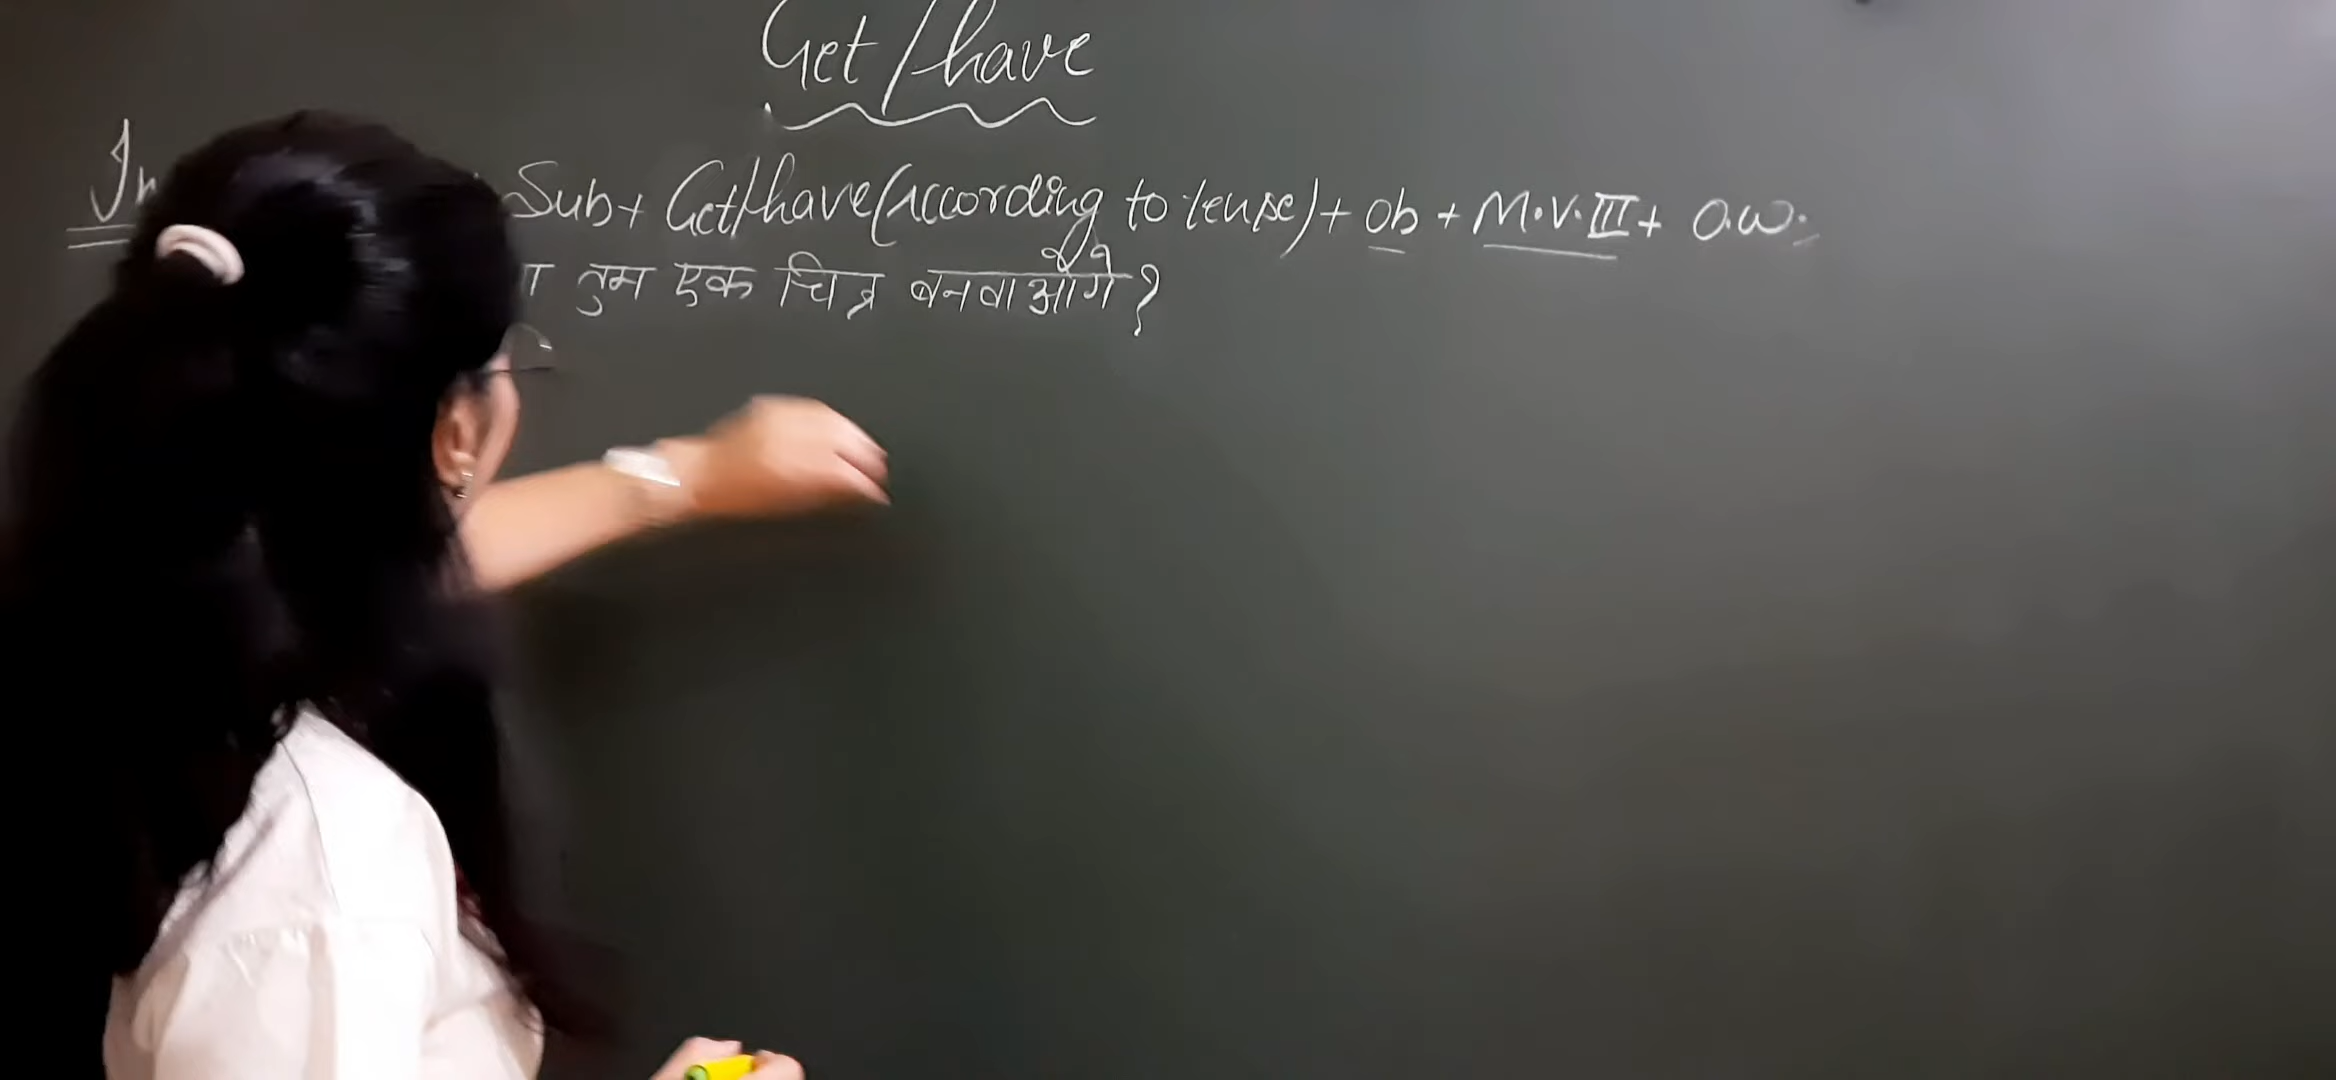 Get/have
Sub+ Get/have(According to tense)+ Ob + M.V.III + O.W.
तुम एक चित्र बनवाओगे?